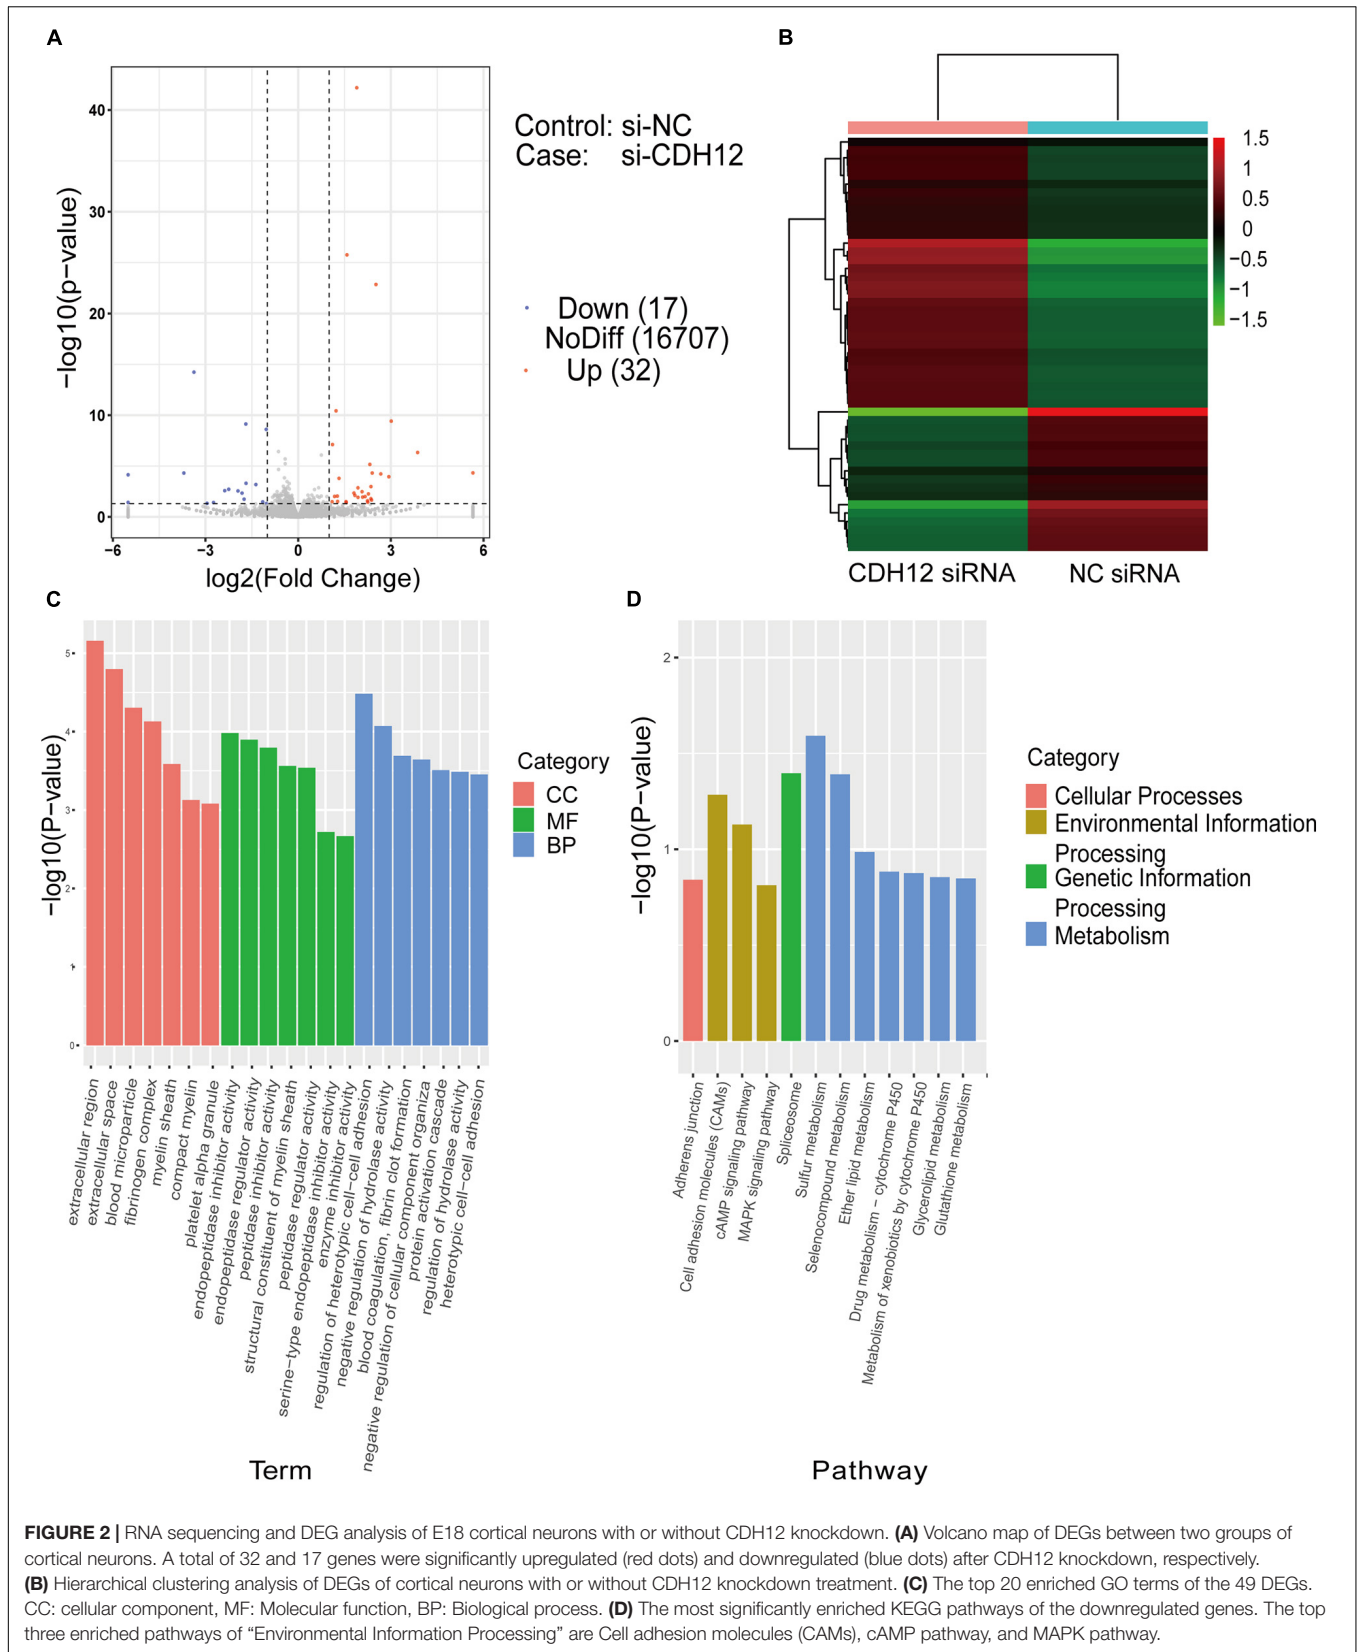 A
−log10(p−value)
40
30
20
10
0
−6
−3
0
3
6
log2(Fold Change)
Control: si-NC
Case: si-CDH12
Down (17)
NoDiff (16707)
Up (32)
B
1.5
1
0.5
0
−0.5
−1
−1.5
CDH12 siRNA
NC siRNA
C
−log10(P−value)
5
4
3
2
1
0
extracellular region
extracellular space
blood microparticle
fibrinogen complex
myelin sheath
compact myelin
platelet alpha granule
endopeptidase inhibitor activity
endopeptidase regulator activity
peptidase inhibitor activity
structural constituent of myelin sheath
peptidase regulator activity
serine−type endopeptidase inhibitor activity
enzyme inhibitor activity
regulation of heterotypic cell−cell adhesion
negative regulation of hydrolase activity
blood coagulation, fibrin clot formation
negative regulation of cellular component organiza
protein activation cascade
regulation of hydrolase activity
heterotypic cell−cell adhesion
Term
Category
CC
MF
BP
D
−log10(P−value)
2
1
0
Adherens junction
Cell adhesion molecules (CAMs)
cAMP signaling pathway
MAPK signaling pathway
Spliceosome
Sulfur metabolism
Selenocompound metabolism
Ether lipid metabolism
Drug metabolism − cytochrome P450
Metabolism of xenobiotics by cytochrome P450
Glycerolipid metabolism
Glutathione metabolism
Pathway
Category
Cellular Processes
Environmental Information
Processing
Genetic Information
Processing
Metabolism
FIGURE 2 | RNA sequencing and DEG analysis of E18 cortical neurons with or without CDH12 knockdown. (A) Volcano map of DEGs between two groups of
cortical neurons. A total of 32 and 17 genes were significantly upregulated (red dots) and downregulated (blue dots) after CDH12 knockdown, respectively.
(B) Hierarchical clustering analysis of DEGs of cortical neurons with or without CDH12 knockdown treatment. (C) The top 20 enriched GO terms of the 49 DEGs.
CC: cellular component, MF: Molecular function, BP: Biological process. (D) The most significantly enriched KEGG pathways of the downregulated genes. The top
three enriched pathways of “Environmental Information Processing” are Cell adhesion molecules (CAMs), cAMP pathway, and MAPK pathway.